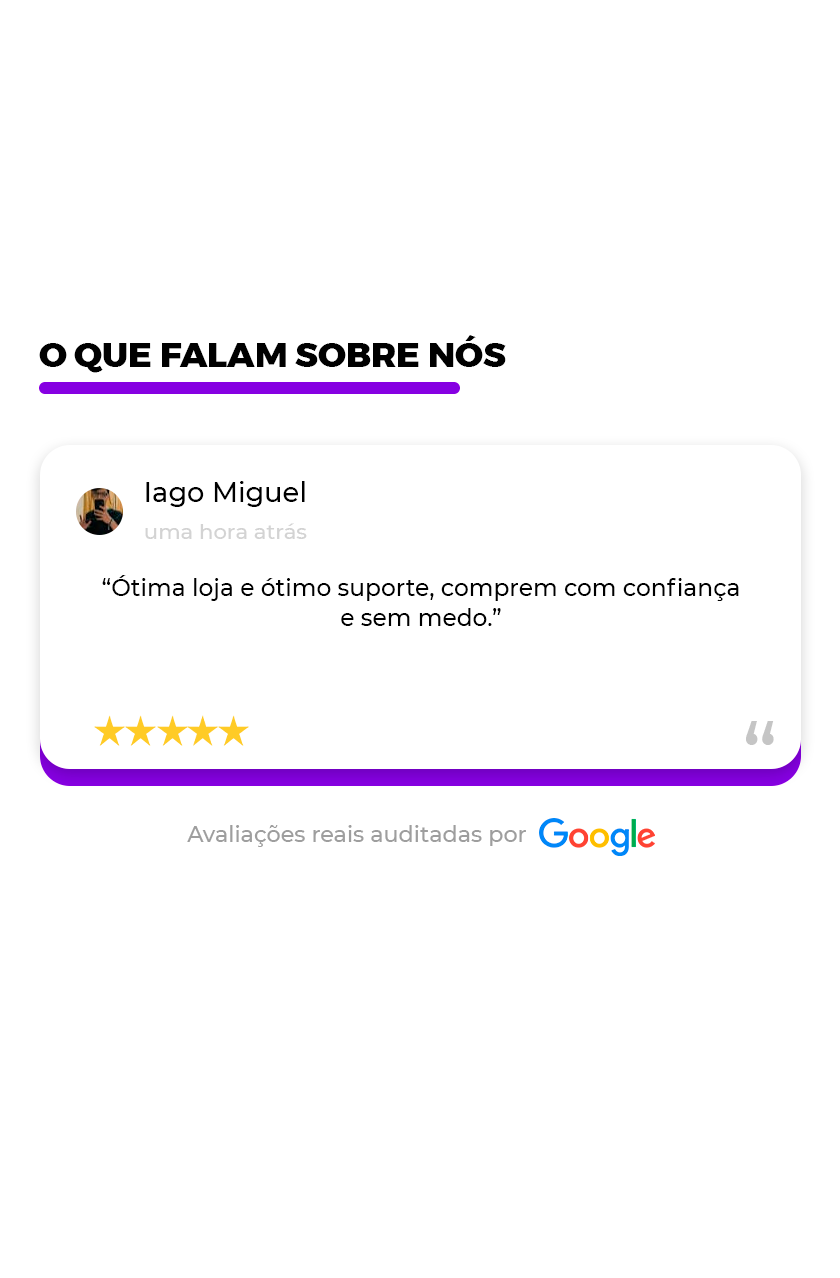 O QUE FALAM SOBRE NÓS
Iago Miguel
uma hora atrás
“Ótima loja e ótimo suporte, comprem com confiança
e sem medo.”
“
Avaliações reais auditadas por Google